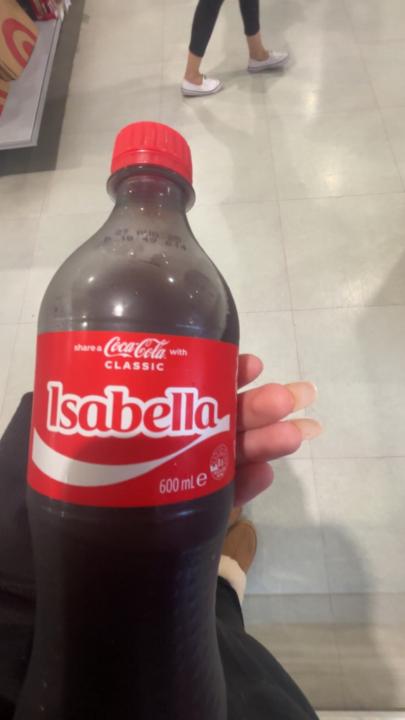 share a Coca-Cola with
CLASSIC
Isabella
600 mL e